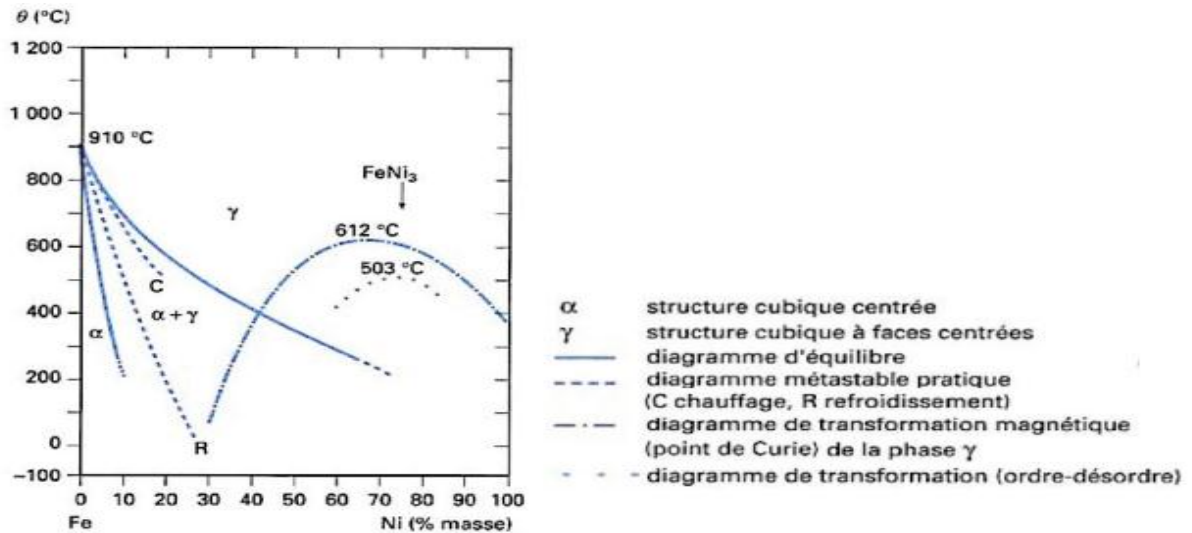 θ (°C)
1 200
1 000
910 °C
800
FeNi₃
γ
612 °C
600
503 °C
C
400
α
α + γ
200
0
R
−100
0 10 20 30 40 50 60 70 80 90 100
Fe
Ni (% masse)
α structure cubique centrée
γ structure cubique à faces centrées
diagramme d'équilibre
diagramme métastable pratique
(C chauffage, R refroidissement)
diagramme de transformation magnétique
(point de Curie) de la phase γ
diagramme de transformation (ordre-désordre)